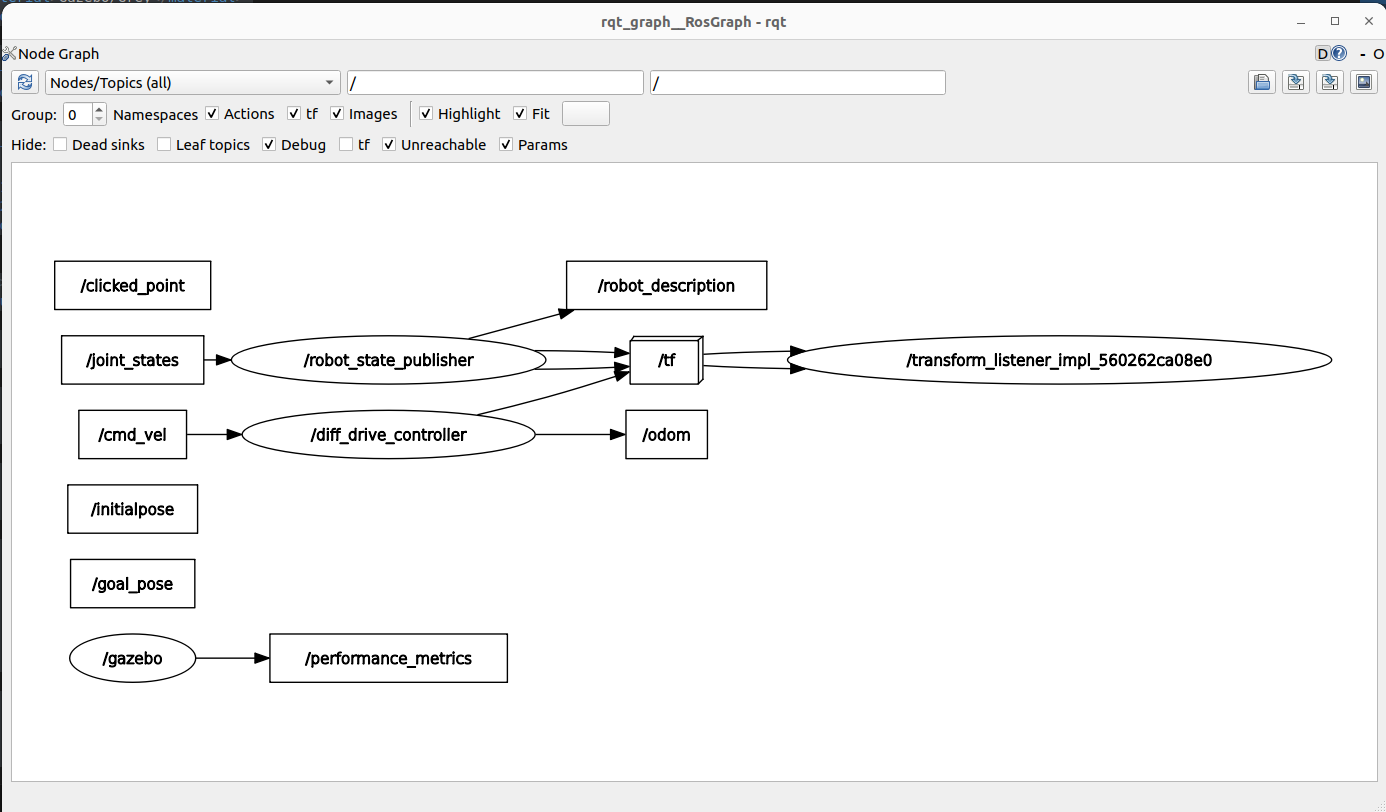 rqt_graph__RosGraph - rqt
Node Graph
D ? - O
Nodes/Topics (all) / /
Group: 0 Namespaces Actions tf Images Highlight Fit
Hide: Dead sinks Leaf topics Debug tf Unreachable Params
/clicked_point /robot_description
/joint_states /robot_state_publisher /tf /transform_listener_impl_560262ca08e0
/cmd_vel /diff_drive_controller /odom
/initialpose
/goal_pose
/gazebo /performance_metrics